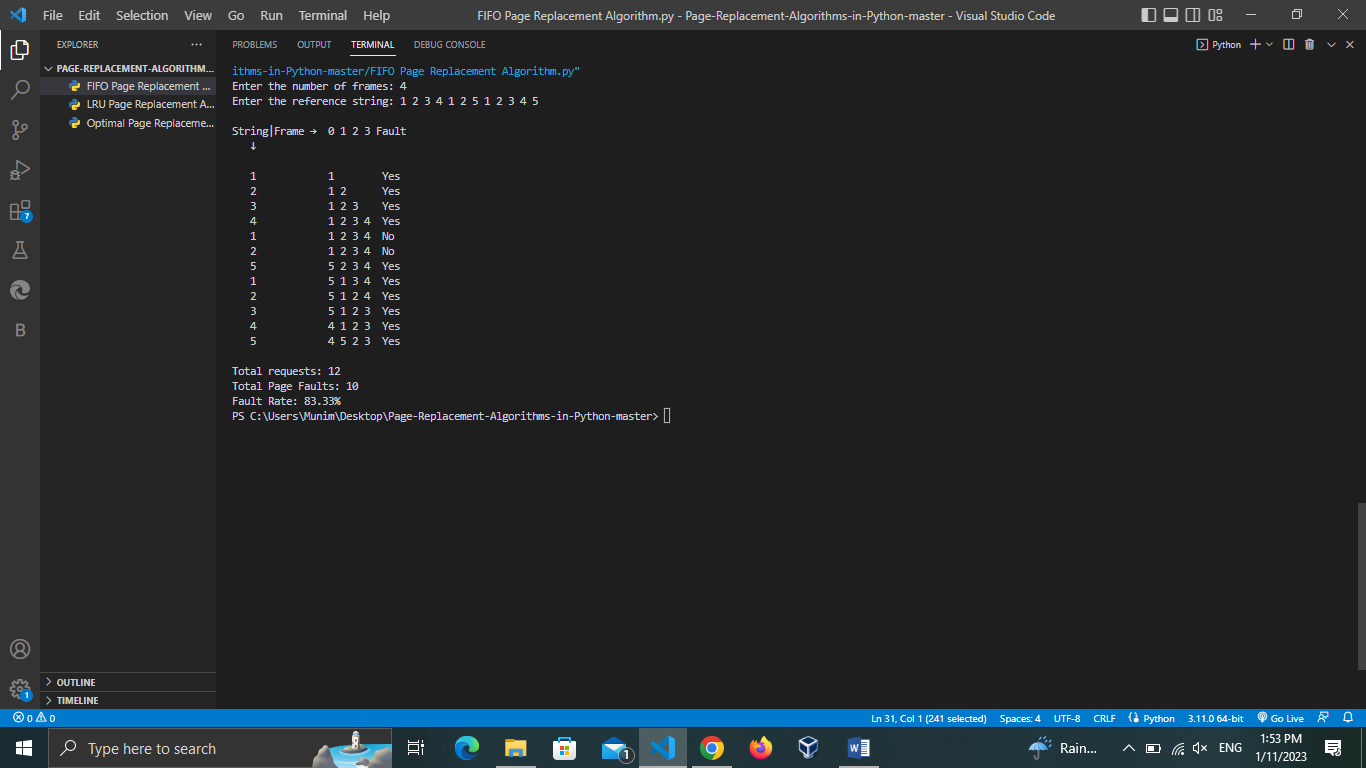 File Edit Selection View Go Run Terminal Help
FIFO Page Replacement Algorithm.py - Page-Replacement-Algorithms-in-Python-master - Visual Studio Code
EXPLORER ...
PAGE-REPLACEMENT-ALGORITHM...
FIFO Page Replacement ...
LRU Page Replacement A...
Optimal Page Replaceme...
OUTLINE
TIMELINE
7
B
1
PROBLEMS OUTPUT TERMINAL DEBUG CONSOLE
Python
ithms-in-Python-master/FIFO Page Replacement Algorithm.py"
Enter the number of frames: 4
Enter the reference string: 1 2 3 4 1 2 5 1 2 3 4 5
String|Frame → 0 1 2 3 Fault
↓
1 1 Yes
2 1 2 Yes
3 1 2 3 Yes
4 1 2 3 4 Yes
1 1 2 3 4 No
2 1 2 3 4 No
5 5 2 3 4 Yes
1 5 1 3 4 Yes
2 5 1 2 4 Yes
3 5 1 2 3 Yes
4 4 1 2 3 Yes
5 4 5 2 3 Yes
Total requests: 12
Total Page Faults: 10
Fault Rate: 83.33%
PS C:\Users\Munim\Desktop\Page-Replacement-Algorithms-in-Python-master>
0 0 Ln 31, Col 1 (241 selected) Spaces: 4 UTF-8 CRLF Python 3.11.0 64-bit Go Live
Type here to search
1
W
Rain...
ENG
1:53 PM
1/11/2023